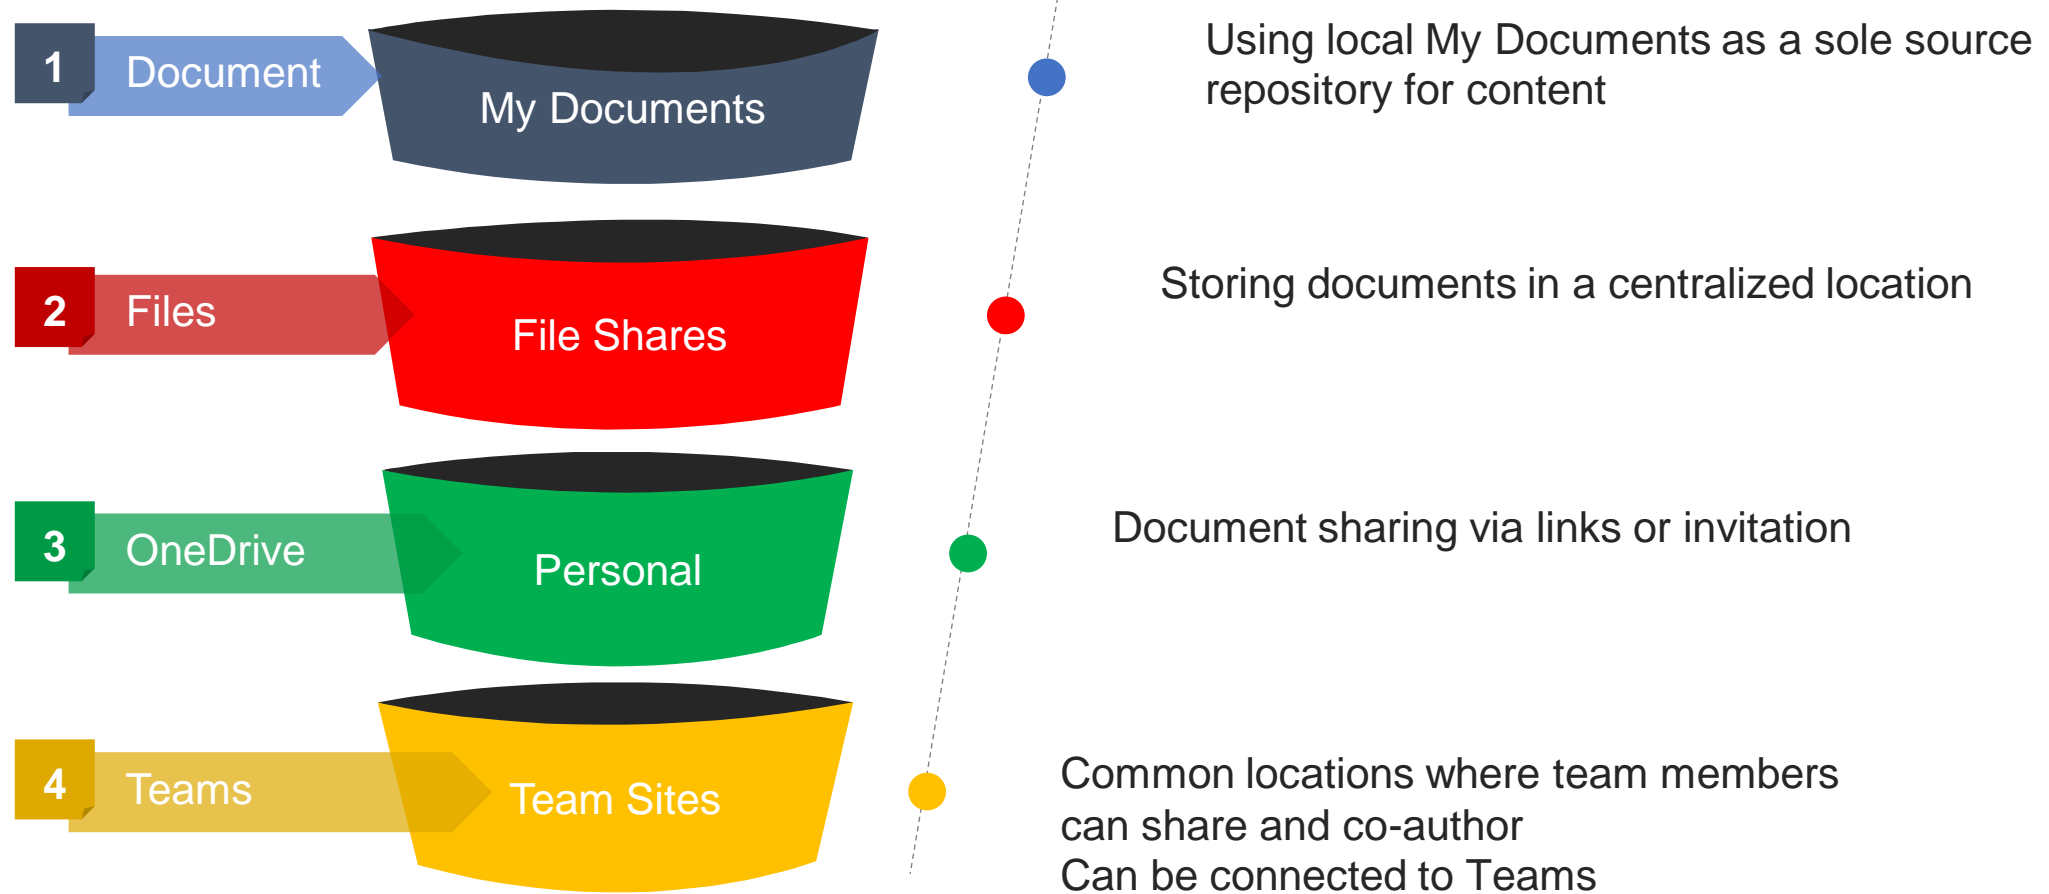 1
Document
My Documents
Using local My Documents as a sole source
repository for content
2
Files
File Shares
Storing documents in a centralized location
3
OneDrive
Personal
Document sharing via links or invitation
4
Teams
Team Sites
Common locations where team members
can share and co-author
Can be connected to Teams